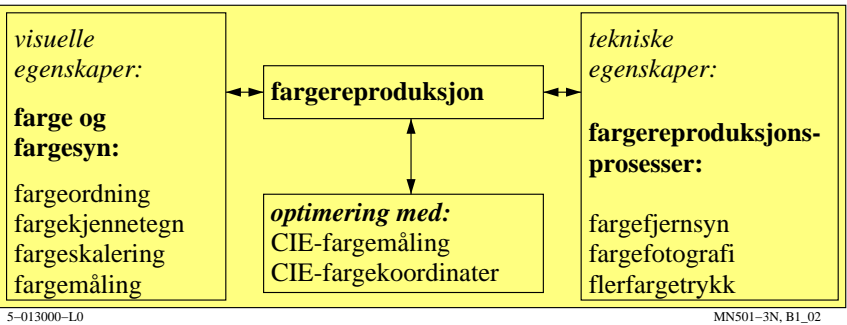 visuelle
egenskaper:
farge og
fargesyn:
fargeordning
fargekjennetegn
fargeskalering
fargemåling
fargereproduksjon
optimering med:
CIE-fargemåling
CIE-fargekoordinater
tekniske
egenskaper:
fargereproduksjons-
prosesser:
fargefjernsyn
fargefotografi
flerfargetrykk
5−013000−L0
MN501−3N, B1_02